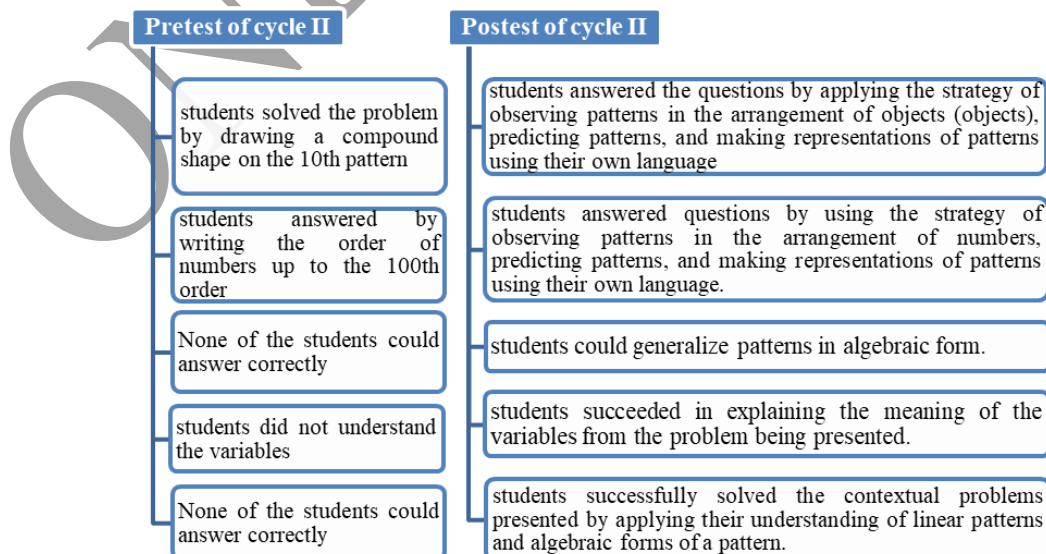 Pretest of cycle II
students solved the problem
by drawing a compound
shape on the 10th pattern
students answered by
writing the order of
numbers up to the 100th
order
None of the students could
answer correctly
students did not understand
the variables
None of the students could
answer correctly
Postest of cycle II
students answered the questions by applying the strategy of
observing patterns in the arrangement of objects (objects),
predicting patterns, and making representations of patterns
using their own language
students answered questions by using the strategy of
observing patterns in the arrangement of numbers,
predicting patterns, and making representations of patterns
using their own language.
students could generalize patterns in algebraic form.
students succeeded in explaining the meaning of the
variables from the problem being presented.
students successfully solved the contextual problems
presented by applying their understanding of linear patterns
and algebraic forms of a pattern.